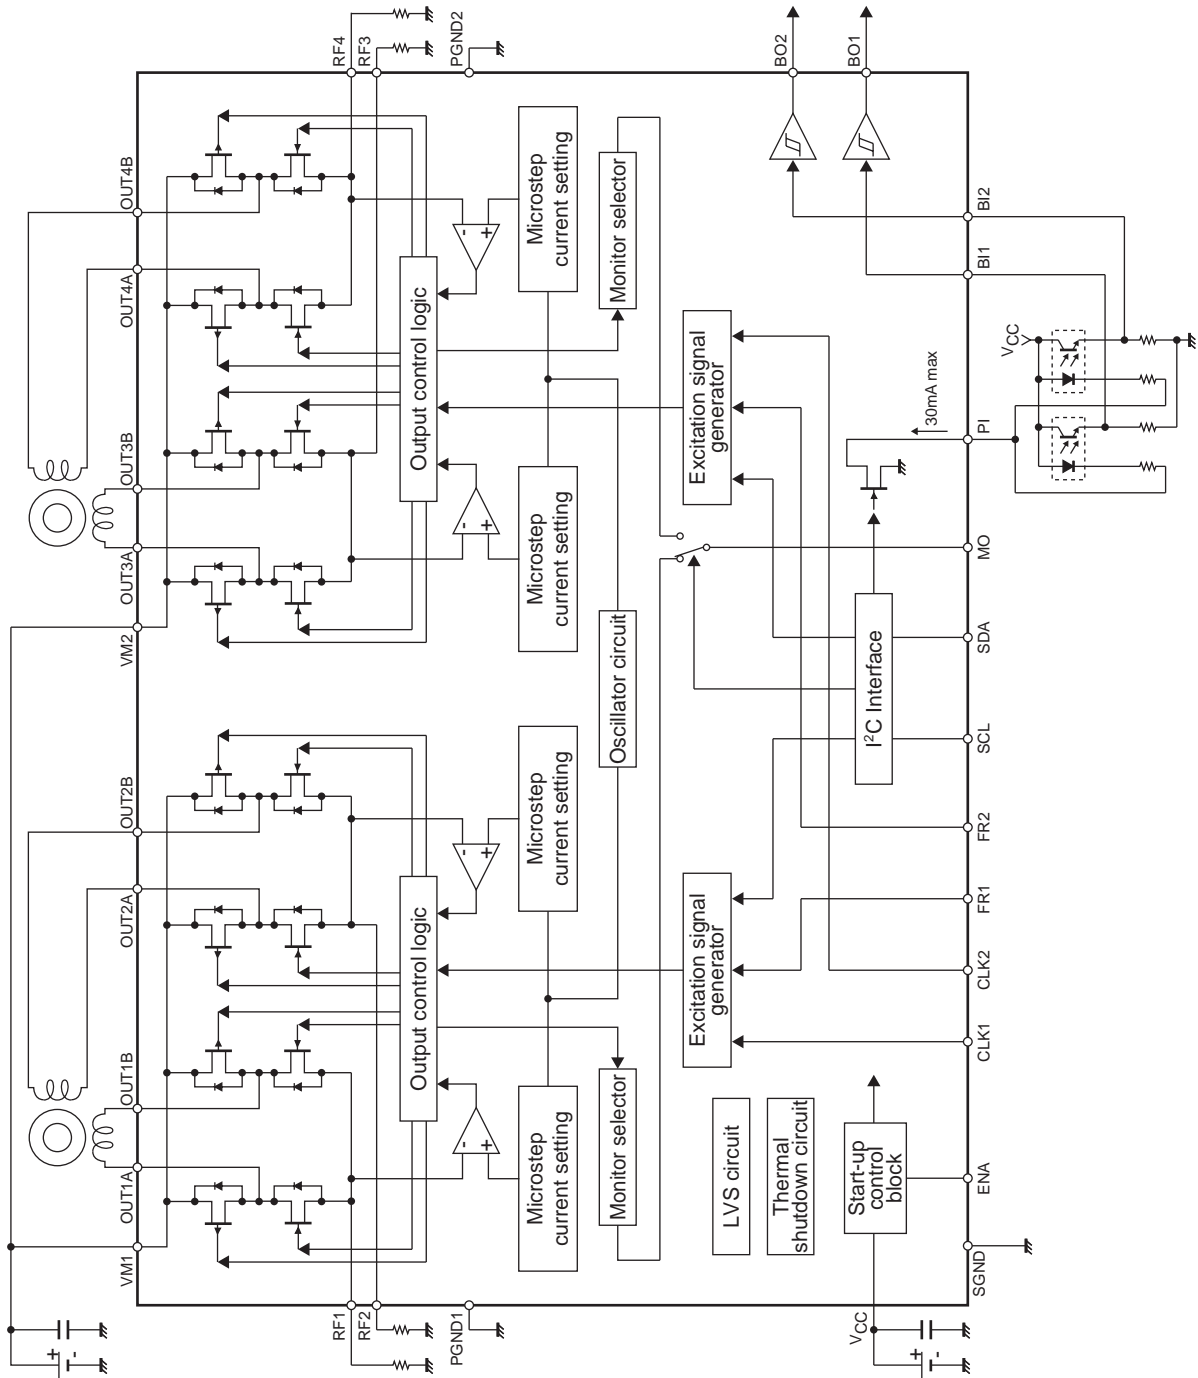 RF4
RF3
PGND2
BO2
BO1
OUT4B
OUT4A
OUT3B
OUT3A
VM2
OUT2B
OUT2A
OUT1B
OUT1A
VM1
Output control logic
-
+
-
+
Microstep
current setting
Microstep
current setting
Monitor selector
Oscillator circuit
Excitation signal
generator
Output control logic
-
+
-
+
Microstep
current setting
Microstep
current setting
Monitor selector
Excitation signal
generator
LVS circuit
Thermal
shutdown circuit
Start-up
control
block
I²C Interface
BI2
BI1
VCC
30mA max
PI
MO
SDA
SCL
FR2
FR1
CLK2
CLK1
ENA
SGND
RF1
RF2
PGND1
VCC
+
-
+
-